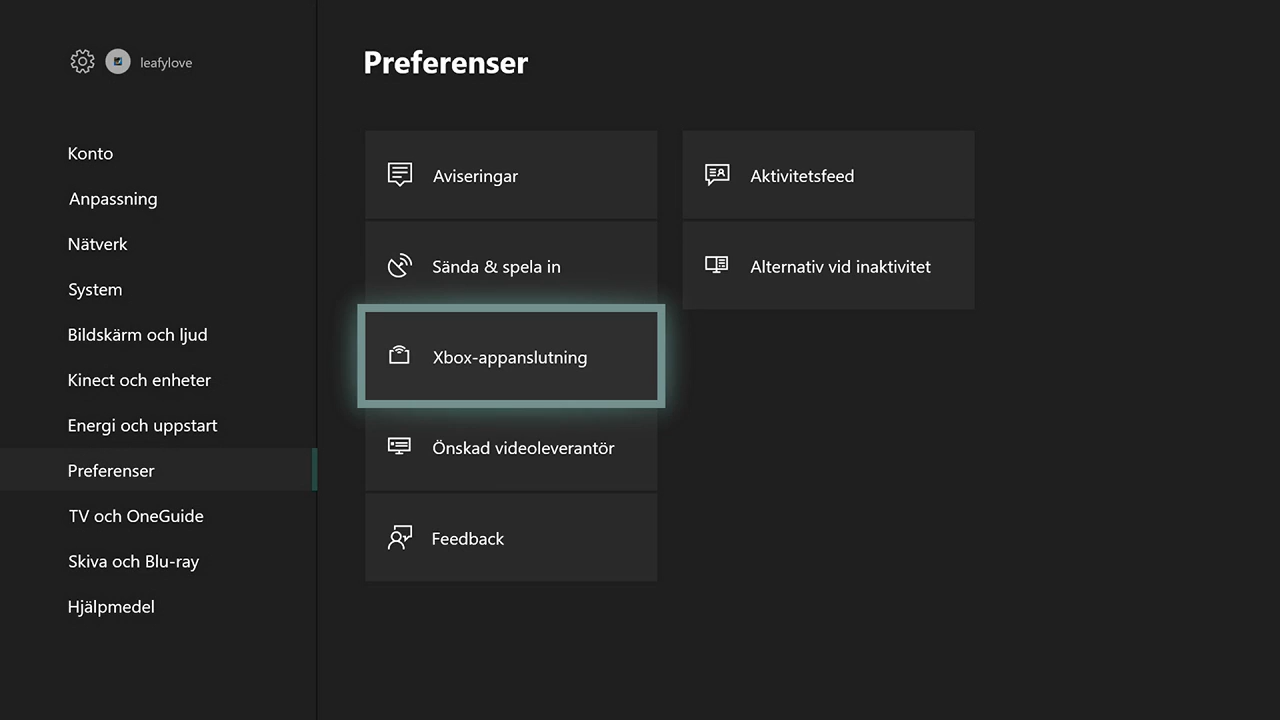 leafylove
Konto
Anpassning
Nätverk
System
Bildskärm och ljud
Kinect och enheter
Energi och uppstart
Preferenser
TV och OneGuide
Skiva och Blu-ray
Hjälpmedel
Preferenser
Aviseringar
Sända & spela in
Xbox-appanslutning
Önskad videoleverantör
Feedback
Aktivitetsfeed
Alternativ vid inaktivitet